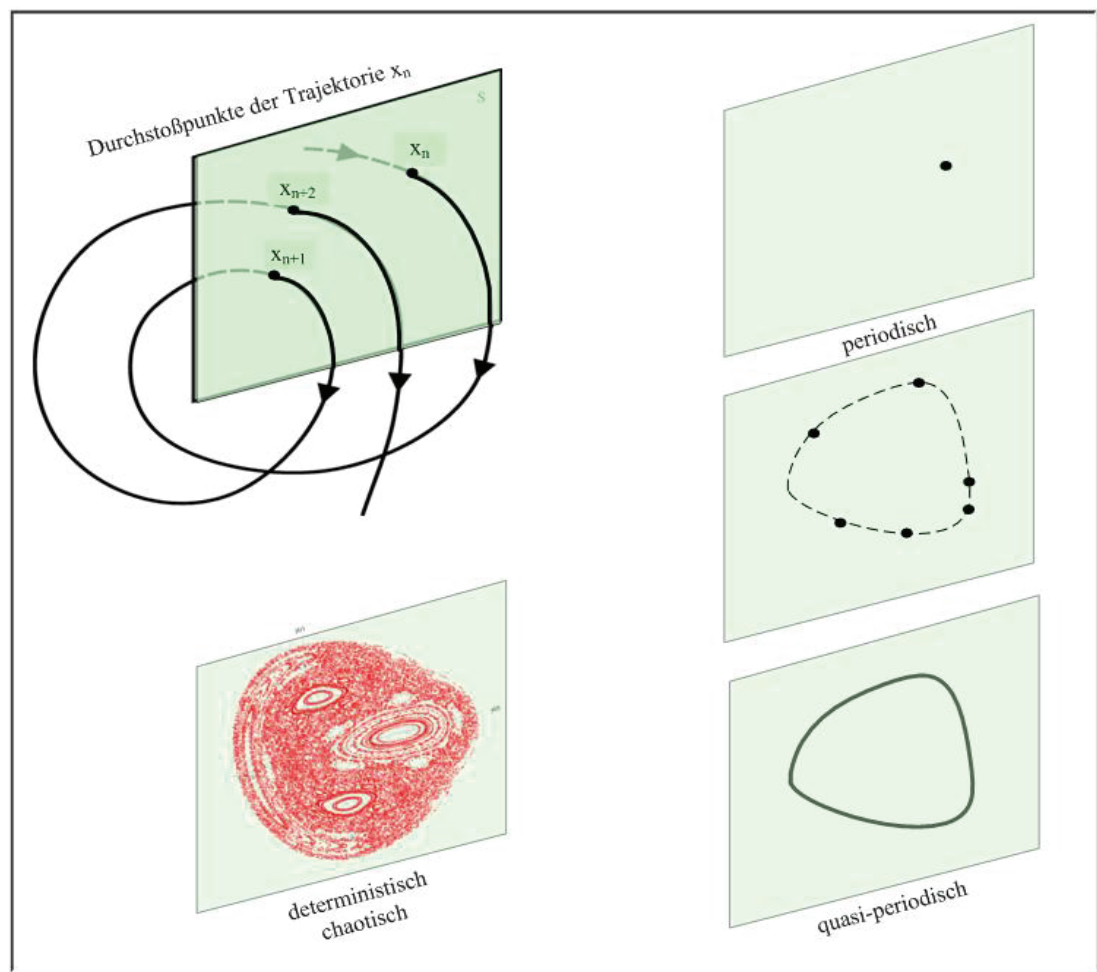 Durchstoßpunkte der Trajektorie xn
S
xn
xn+2
xn+1
periodisch
deterministisch
chaotisch
quasi-periodisch